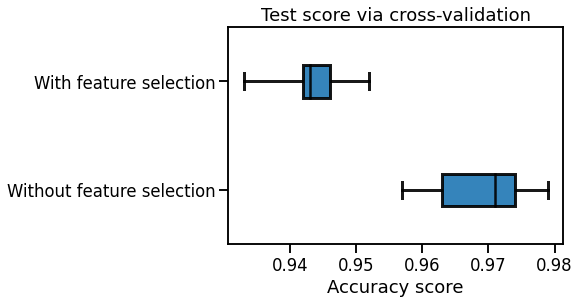 Test score via cross-validation
With feature selection
Without feature selection
0.94 0.95 0.96 0.97 0.98
Accuracy score